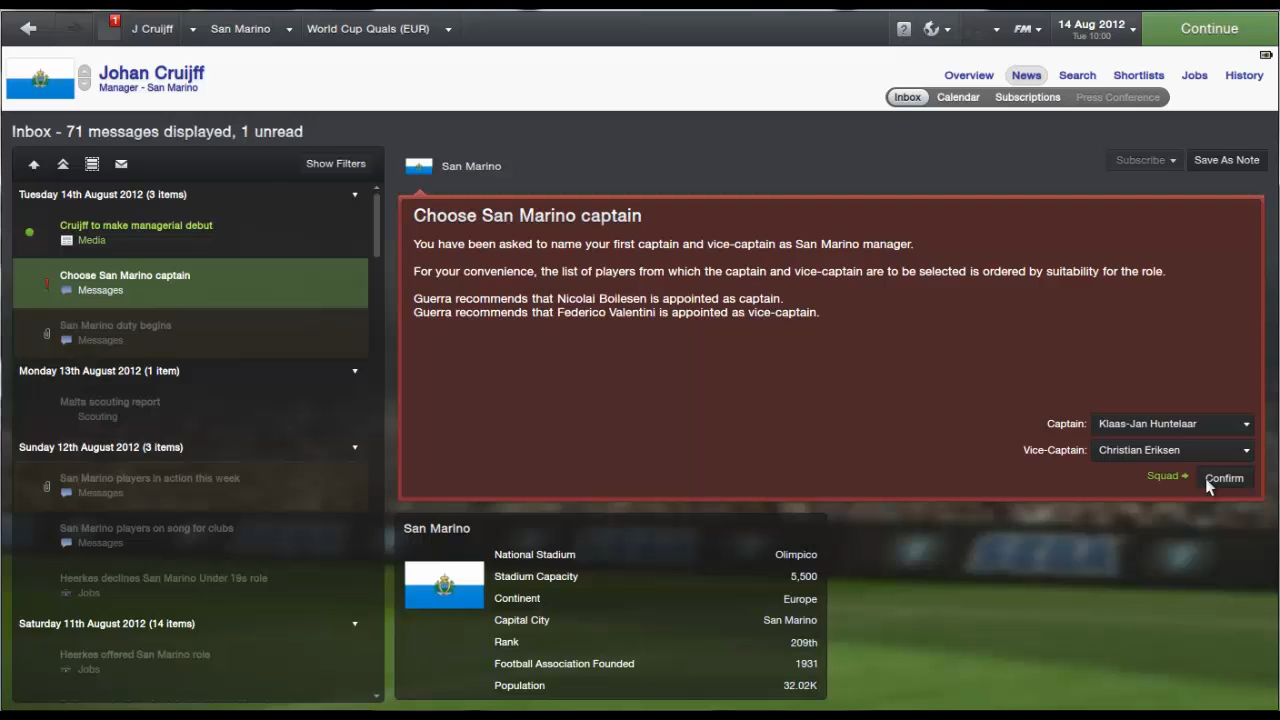 1
J Cruijff
San Marino
World Cup Quals (EUR)
?
FM
14 Aug 2012
Tue 10:00
Continue
Johan Cruijff
Manager - San Marino
Overview
News
Search
Shortlists
Jobs
History
Inbox
Calendar
Subscriptions
Press Conference
Inbox - 71 messages displayed, 1 unread
Show Filters
Tuesday 14th August 2012 (3 items)
Cruijff to make managerial debut
Media
Choose San Marino captain
Messages
San Marino duty begins
Messages
Monday 13th August 2012 (1 item)
Malta scouting report
Scouting
Sunday 12th August 2012 (3 items)
San Marino players in action this week
Messages
San Marino players on song for clubs
Messages
Heerkes declines San Marino Under 19s role
Jobs
Saturday 11th August 2012 (14 items)
Heerkes offered San Marino role
Jobs
San Marino
Subscribe
Save As Note
Choose San Marino captain
You have been asked to name your first captain and vice-captain as San Marino manager.
For your convenience, the list of players from which the captain and vice-captain are to be selected is ordered by suitability for the role.
Guerra recommends that Nicolai Boilesen is appointed as captain.
Guerra recommends that Federico Valentini is appointed as vice-captain.
Captain: Klaas-Jan Huntelaar
Vice-Captain: Christian Eriksen
Squad
Confirm
San Marino
National Stadium Olimpico
Stadium Capacity 5,500
Continent Europe
Capital City San Marino
Rank 209th
Football Association Founded 1931
Population 32.02K